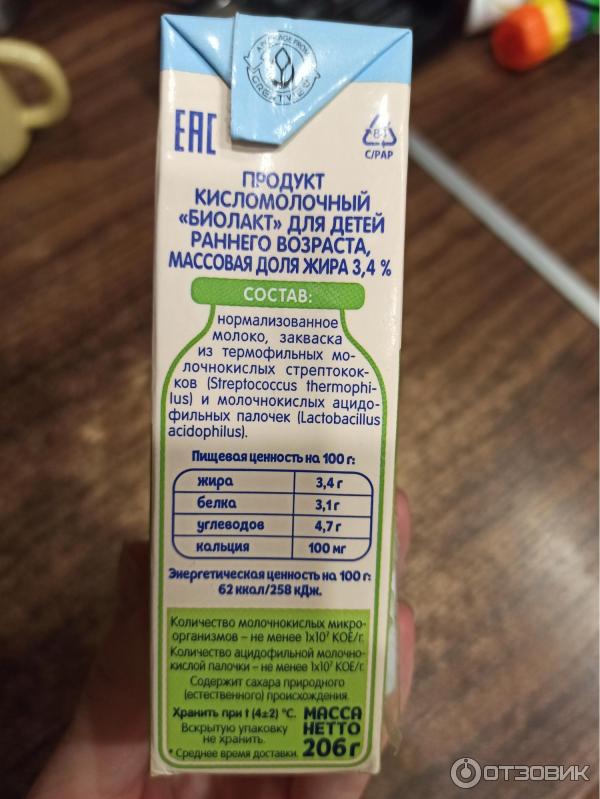 EAC
C/PAP
ПРОДУКТ
КИСЛОМОЛОЧНЫЙ
«БИОЛАКТ» ДЛЯ ДЕТЕЙ
РАННЕГО ВОЗРАСТА,
МАССОВАЯ ДОЛЯ ЖИРА 3,4 %
СОСТАВ:
нормализованное
молоко, закваска
из термофильных мо-
лочнокислых стрептокок-
ков (Streptococcus thermophi-
lus) и молочнокислых ацидо-
фильных палочек (Lactobacillus
acidophilus).
Пищевая ценность на 100 г:
жира 3,4 г
белка 3,1 г
углеводов 4,7 г
кальция 100 мг
Энергетическая ценность на 100 г:
62 ккал/258 кДж.
Количество молочнокислых микро-
организмов – не менее 1х10⁷ КОЕ/г.
Количество ацидофильной молочно-
кислой палочки – не менее 1х10⁷ КОЕ/г.
Содержит сахара природного
(естественного) происхождения.
Хранить при t (4±2) °С.
Вскрытую упаковку
не хранить.
* Среднее время доставки.
МАССА
НЕТТО
206 г
ОТЗОВИК